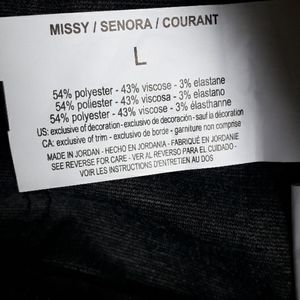 MISSY / SENORA / COURANT
L
54% polyester - 43% viscose - 3% elastane
54% poliester - 43% viscosa - 3% elastano
54% polyester - 43% viscose - 3% élasthanne
US: exclusive of decoration - exclusivo de decoración - sauf la décoration
CA: exclusive of trim - exclusivo de borde - garniture non comprise
MADE IN JORDAN - HECHO EN JORDANIA - FABRIQUÉ EN JORDANIE
SEE REVERSE FOR CARE - VER AL REVERSO PARA EL CUIDADO -
VOIR LES INSTRUCTIONS D'ENTRETIEN AU DOS